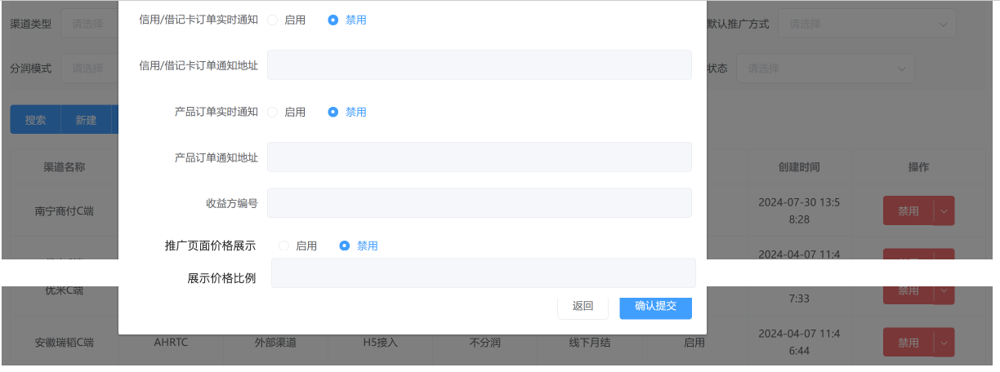 渠道类型 请选择 信用/借记卡订单实时通知 启用 禁用 默认推广方式 请选择
分润模式 请选择 信用/借记卡订单通知地址 状态 请选择
搜索 新建 产品订单实时通知 启用 禁用
渠道名称 产品订单通知地址 创建时间 操作
南宁商付C端 收益方编号 2024-07-30 13:5
8:28 禁用
推广页面价格展示 启用 禁用 2024-04-07 11:4
展示价格比例
优米C端 7:33 禁用
返回 确认提交
安徽瑞韬C端 AHRTC 外部渠道 H5接入 不分润 线下月结 启用 2024-04-07 11:4
6:44 禁用